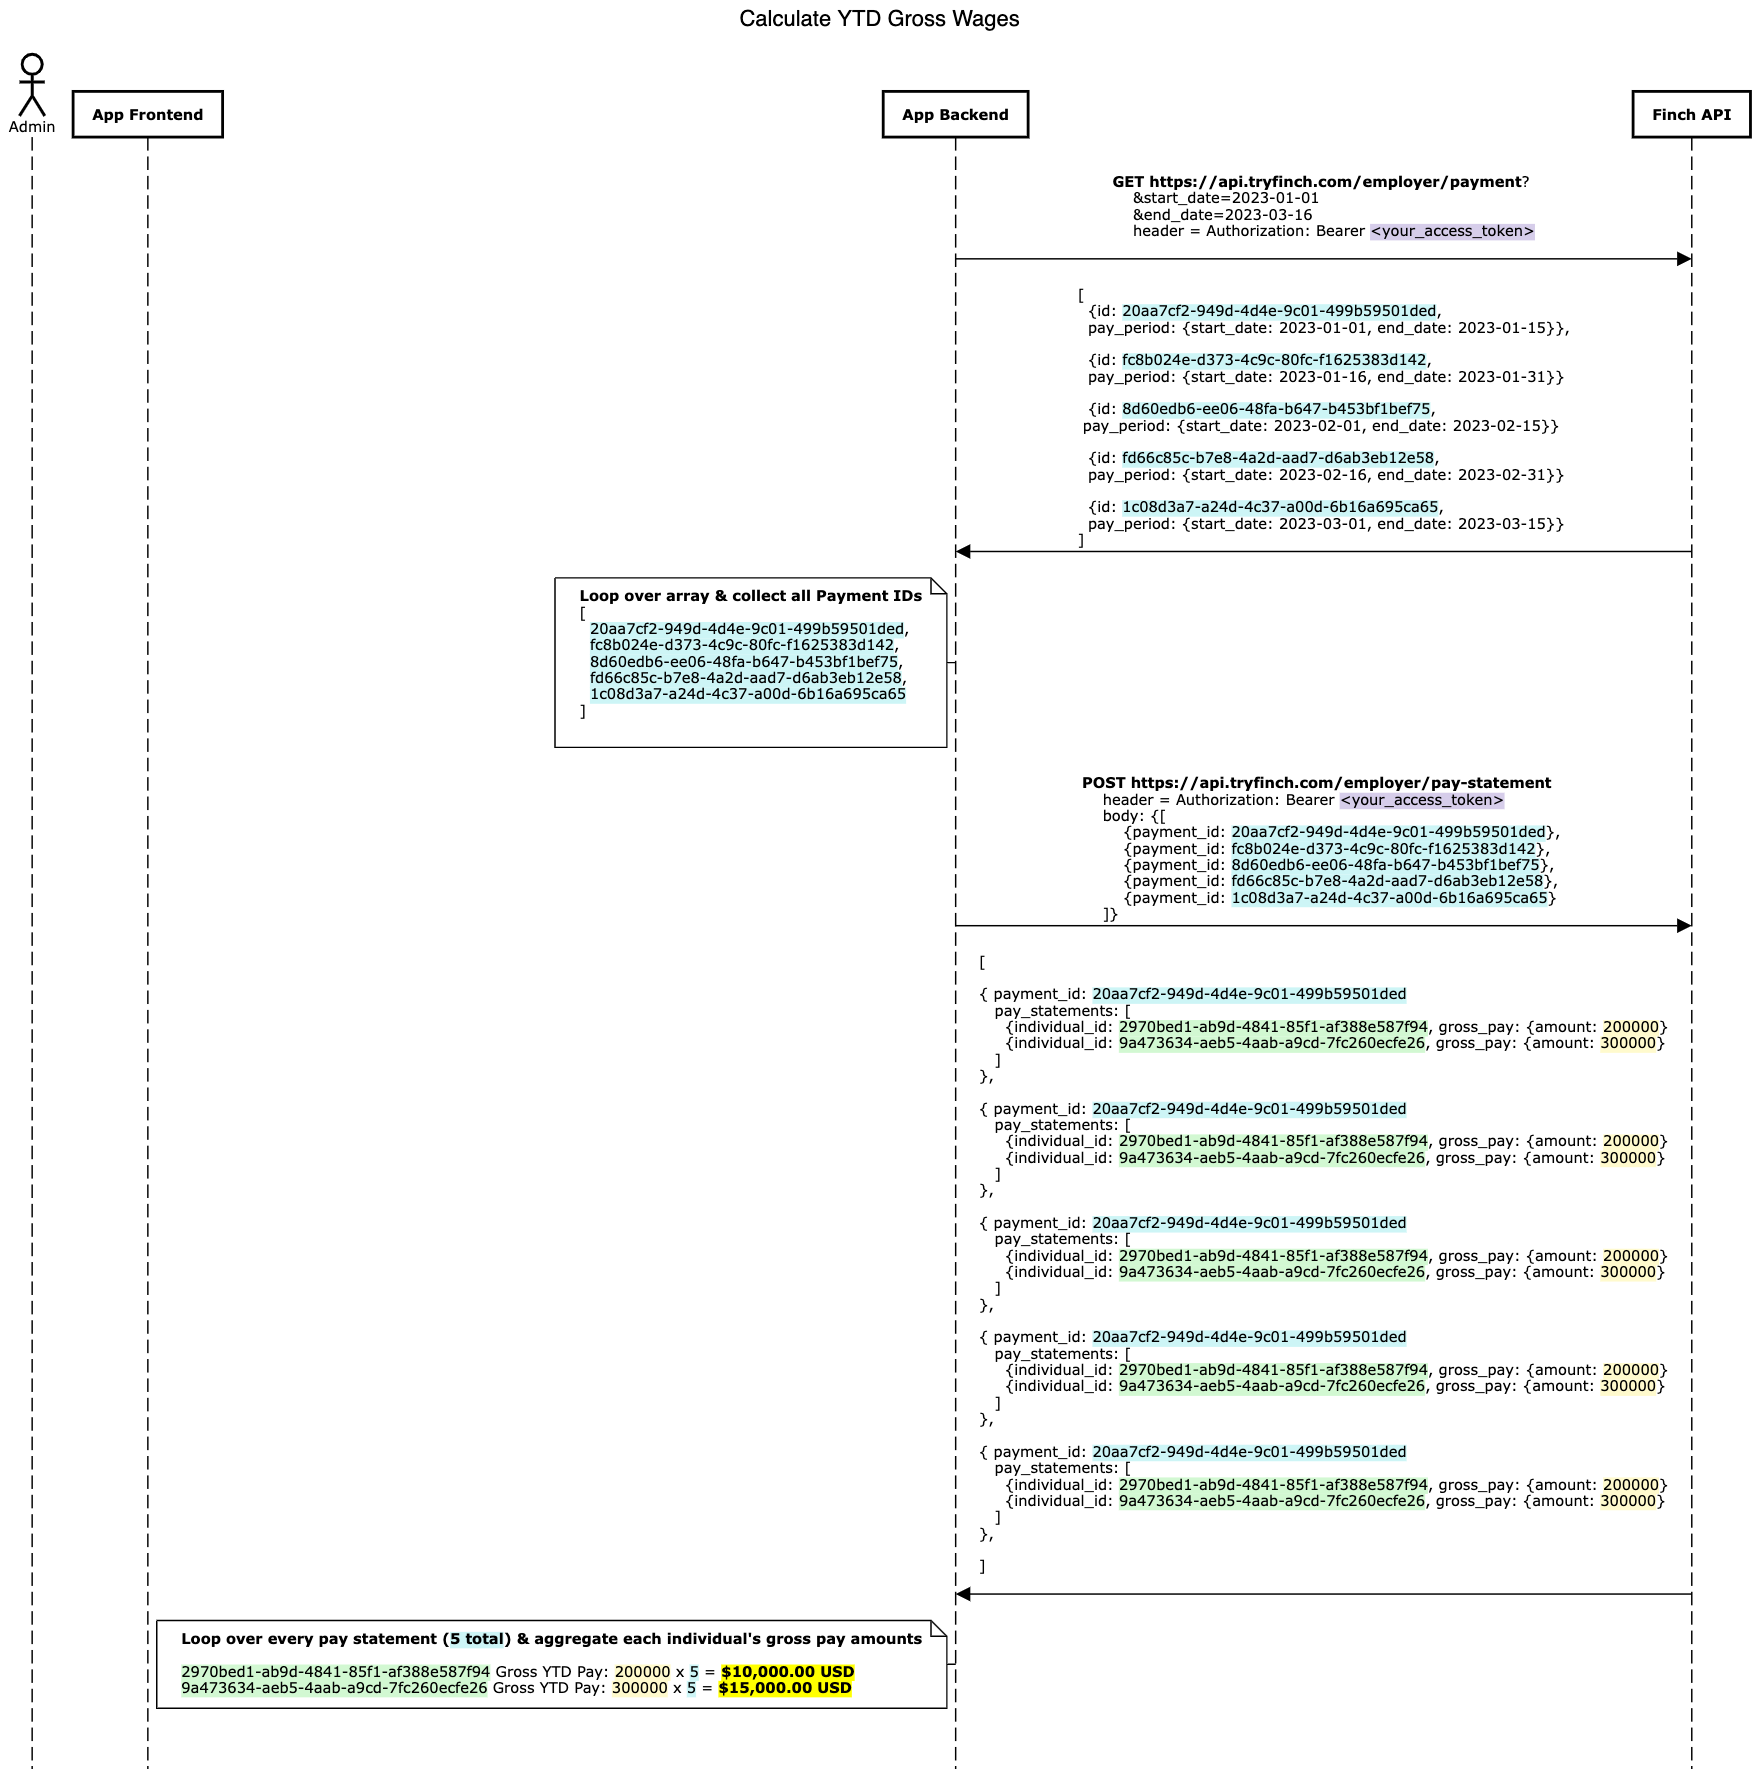 Calculate YTD Gross Wages
Admin
App Frontend
App Backend
Finch API
GET https://api.tryfinch.com/employer/payment?
&start_date=2023-01-01
&end_date=2023-03-16
header = Authorization: Bearer <your_access_token>
[
{id: 20aa7cf2-949d-4d4e-9c01-499b59501ded,
pay_period: {start_date: 2023-01-01, end_date: 2023-01-15}},
{id: fc8b024e-d373-4c9c-80fc-f1625383d142,
pay_period: {start_date: 2023-01-16, end_date: 2023-01-31}}
{id: 8d60edb6-ee06-48fa-b647-b453bf1bef75,
pay_period: {start_date: 2023-02-01, end_date: 2023-02-15}}
{id: fd66c85c-b7e8-4a2d-aad7-d6ab3eb12e58,
pay_period: {start_date: 2023-02-16, end_date: 2023-02-31}}
{id: 1c08d3a7-a24d-4c37-a00d-6b16a695ca65,
pay_period: {start_date: 2023-03-01, end_date: 2023-03-15}}
]
Loop over array & collect all Payment IDs
[
20aa7cf2-949d-4d4e-9c01-499b59501ded,
fc8b024e-d373-4c9c-80fc-f1625383d142,
8d60edb6-ee06-48fa-b647-b453bf1bef75,
fd66c85c-b7e8-4a2d-aad7-d6ab3eb12e58,
1c08d3a7-a24d-4c37-a00d-6b16a695ca65
]
POST https://api.tryfinch.com/employer/pay-statement
header = Authorization: Bearer <your_access_token>
body: {[
{payment_id: 20aa7cf2-949d-4d4e-9c01-499b59501ded},
{payment_id: fc8b024e-d373-4c9c-80fc-f1625383d142},
{payment_id: 8d60edb6-ee06-48fa-b647-b453bf1bef75},
{payment_id: fd66c85c-b7e8-4a2d-aad7-d6ab3eb12e58},
{payment_id: 1c08d3a7-a24d-4c37-a00d-6b16a695ca65}
]}
[
{ payment_id: 20aa7cf2-949d-4d4e-9c01-499b59501ded
pay_statements: [
{individual_id: 2970bed1-ab9d-4841-85f1-af388e587f94, gross_pay: {amount: 200000}
{individual_id: 9a473634-aeb5-4aab-a9cd-7fc260ecfe26, gross_pay: {amount: 300000}
]
},
{ payment_id: 20aa7cf2-949d-4d4e-9c01-499b59501ded
pay_statements: [
{individual_id: 2970bed1-ab9d-4841-85f1-af388e587f94, gross_pay: {amount: 200000}
{individual_id: 9a473634-aeb5-4aab-a9cd-7fc260ecfe26, gross_pay: {amount: 300000}
]
},
{ payment_id: 20aa7cf2-949d-4d4e-9c01-499b59501ded
pay_statements: [
{individual_id: 2970bed1-ab9d-4841-85f1-af388e587f94, gross_pay: {amount: 200000}
{individual_id: 9a473634-aeb5-4aab-a9cd-7fc260ecfe26, gross_pay: {amount: 300000}
]
},
{ payment_id: 20aa7cf2-949d-4d4e-9c01-499b59501ded
pay_statements: [
{individual_id: 2970bed1-ab9d-4841-85f1-af388e587f94, gross_pay: {amount: 200000}
{individual_id: 9a473634-aeb5-4aab-a9cd-7fc260ecfe26, gross_pay: {amount: 300000}
]
},
{ payment_id: 20aa7cf2-949d-4d4e-9c01-499b59501ded
pay_statements: [
{individual_id: 2970bed1-ab9d-4841-85f1-af388e587f94, gross_pay: {amount: 200000}
{individual_id: 9a473634-aeb5-4aab-a9cd-7fc260ecfe26, gross_pay: {amount: 300000}
]
},
]
Loop over every pay statement (5 total) & aggregate each individual's gross pay amounts
2970bed1-ab9d-4841-85f1-af388e587f94 Gross YTD Pay: 200000 x 5 = $10,000.00 USD
9a473634-aeb5-4aab-a9cd-7fc260ecfe26 Gross YTD Pay: 300000 x 5 = $15,000.00 USD